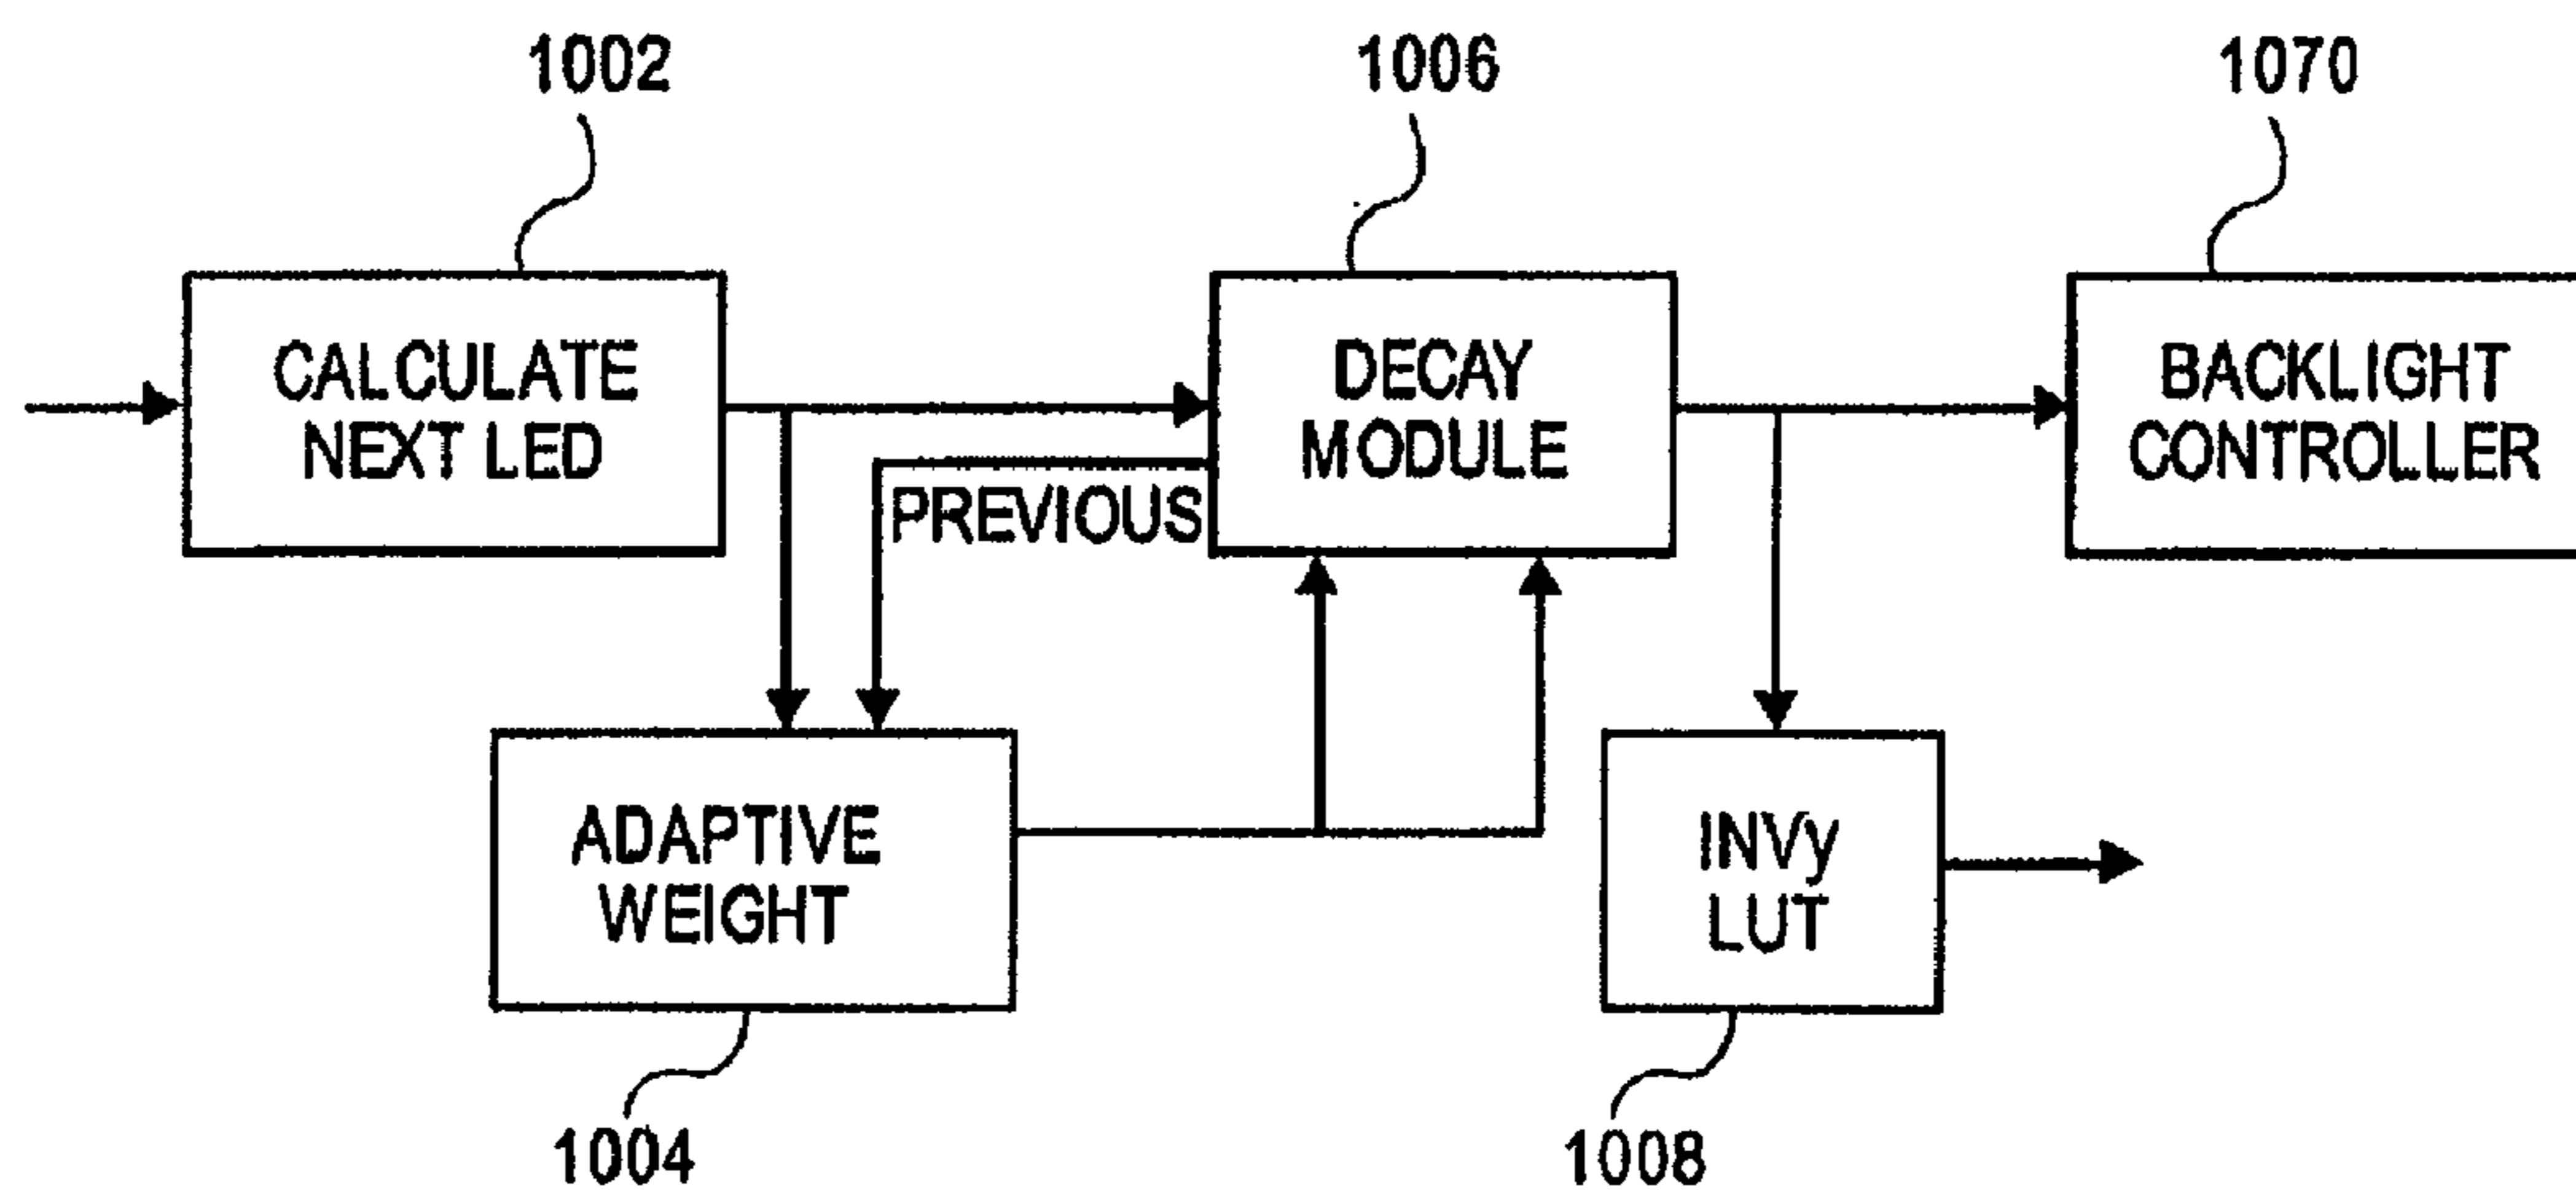 1002
1006
1070
CALCULATE
NEXT LED
DECAY
MODULE
BACKLIGHT
CONTROLLER
PREVIOUS
ADAPTIVE
WEIGHT
INVy
LUT
1004
1008